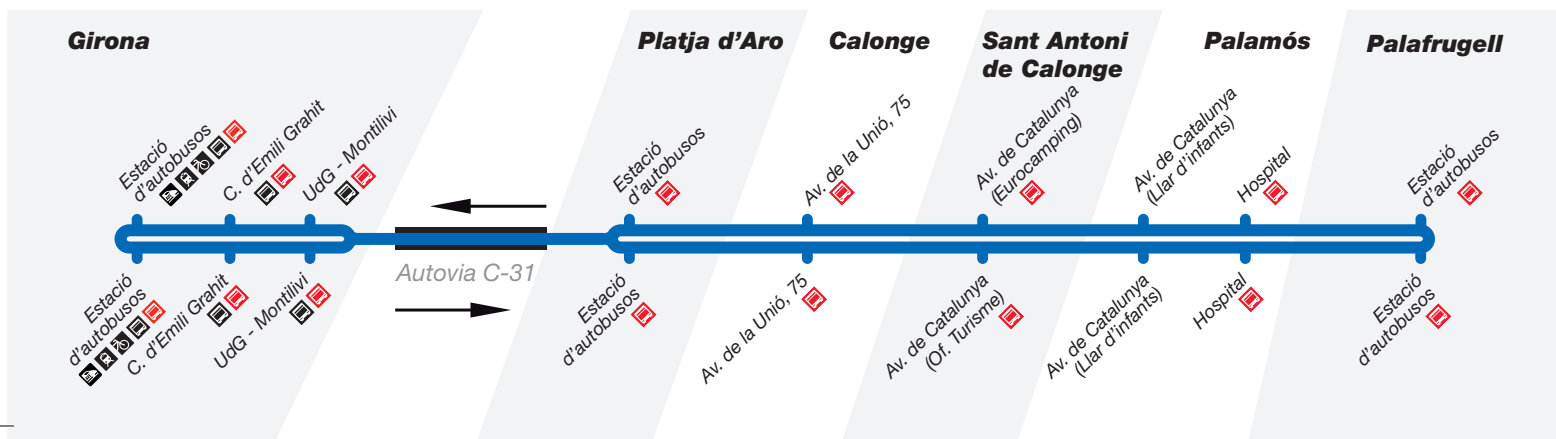 Girona
Platja d'Aro
Calonge
Sant Antoni
de Calonge
Palamós
Palafrugell
Estació
d'autobusos
C. d'Emili Grahit
UdG - Montilivi
Estació
d'autobusos
Av. de la Unió, 75
Av. de Catalunya
(Eurocamping)
Av. de Catalunya
(Llar d'infants)
Hospital
Estació
d'autobusos
Autovia C-31
Estació
d'autobusos
C. d'Emili Grahit
UdG - Montilivi
Estació
d'autobusos
Av. de la Unió, 75
Av. de Catalunya
(Of. Turisme)
Av. de Catalunya
(Llar d'infants)
Hospital
Estació
d'autobusos